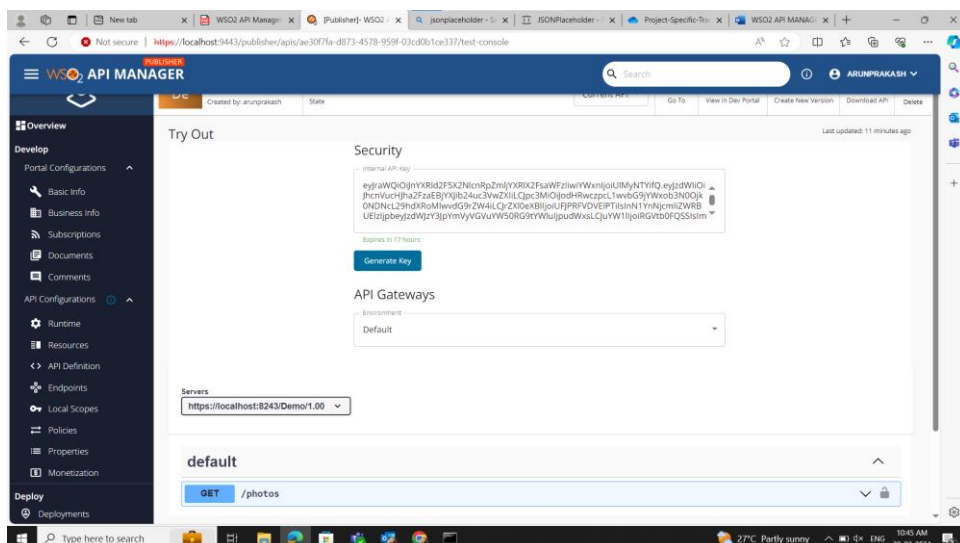 New tab
WSO2 API Manage
[Publisher]- WSO2
JSONPlaceholder -
Project-Specific-Tra
WSO2 API MANAG
Not secure
https://localhost:9443/publisher/apis/ae30f7fa-d873-4578-959f-03cd0b1ce337/test-console
PUBLISHER
WSO2 API MANAGER
Search
ARUNPRAKASH
De
Created by: arunprakash
State
Current API
Go To
View in Dev Portal
Create New Version
Download API
Delete
Overview
Develop
Portal Configurations
Basic Info
Business Info
Subscriptions
Documents
Comments
API Configurations
Runtime
Resources
API Definition
Endpoints
Local Scopes
Policies
Properties
Monetization
Deploy
Deployments
Try Out
Last updated: 11 minutes ago
Security
Internal API Key
Expires in 17 hours
Generate Key
API Gateways
Environment
Default
Servers
https://localhost:8243/Demo/1.00
default
GET /photos
Type here to search
27°C Partly sunny
ENG
10:45 AM